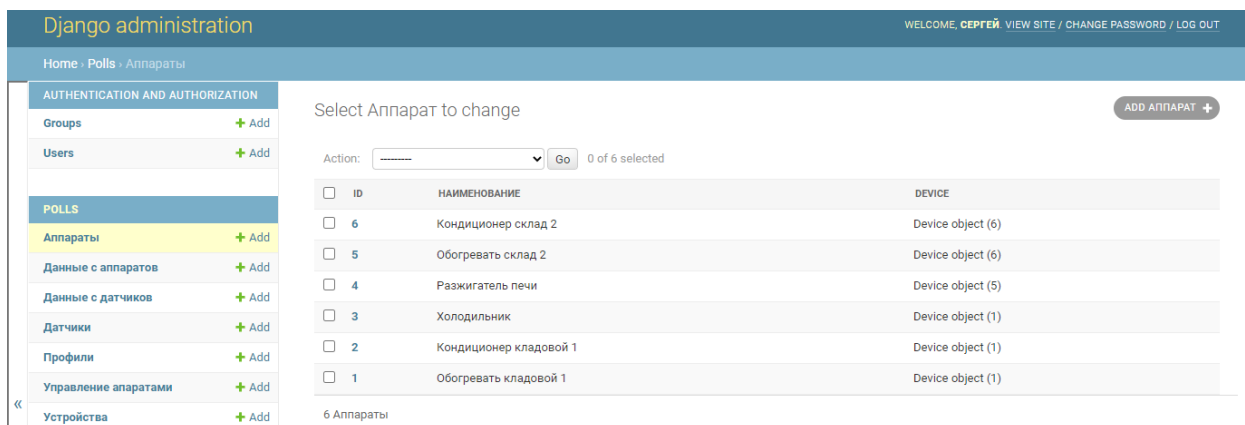 Django administration
WELCOME, СЕРГЕЙ. VIEW SITE / CHANGE PASSWORD / LOG OUT
Home › Polls › Аппараты
AUTHENTICATION AND AUTHORIZATION
Groups + Add
Users + Add
POLLS
Аппараты + Add
Данные с аппаратов + Add
Данные с датчиков + Add
Датчики + Add
Профили + Add
Управление апаратами + Add
Устройства + Add
«
Select Аппарат to change
ADD АППАРАТ +
Action: --------- Go 0 of 6 selected
ID НАИМЕНОВАНИЕ DEVICE
6 Кондиционер склад 2 Device object (6)
5 Обогревать склад 2 Device object (6)
4 Разжигатель печи Device object (5)
3 Холодильник Device object (1)
2 Кондиционер кладовой 1 Device object (1)
1 Обогревать кладовой 1 Device object (1)
6 Аппараты